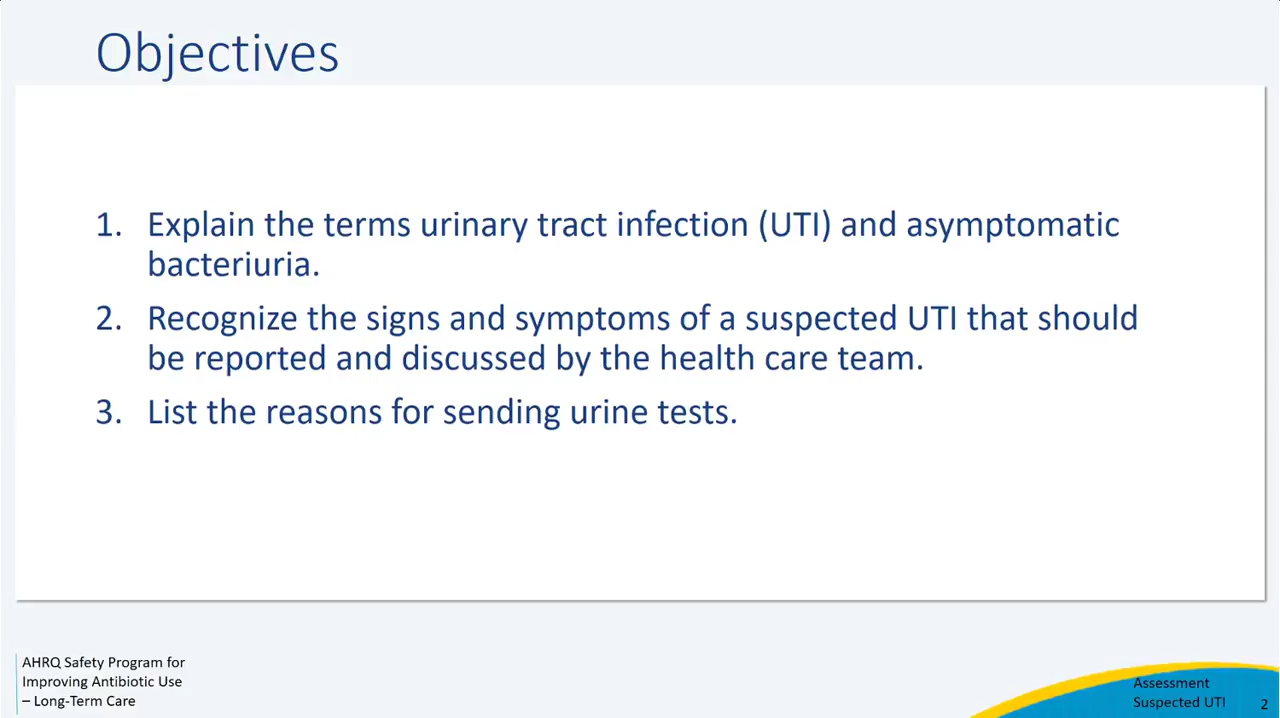 Objectives
1. Explain the terms urinary tract infection (UTI) and asymptomatic
bacteriuria.
2. Recognize the signs and symptoms of a suspected UTI that should
be reported and discussed by the health care team.
3. List the reasons for sending urine tests.
AHRQ Safety Program for
Improving Antibiotic Use
– Long-Term Care
Assessment
Suspected UTI
2